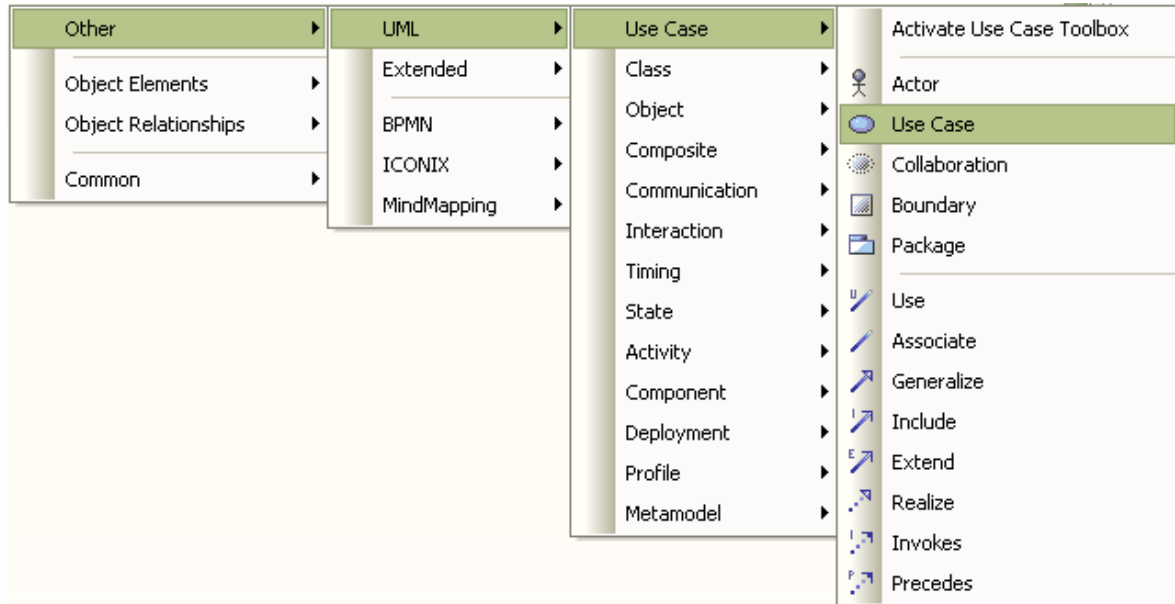 Other
Object Elements
Object Relationships
Common
UML
Extended
BPMN
ICONIX
MindMapping
Use Case
Class
Object
Composite
Communication
Interaction
Timing
State
Activity
Component
Deployment
Profile
Metamodel
Activate Use Case Toolbox
Actor
Use Case
Collaboration
Boundary
Package
Use
Associate
Generalize
Include
Extend
Realize
Invokes
Precedes